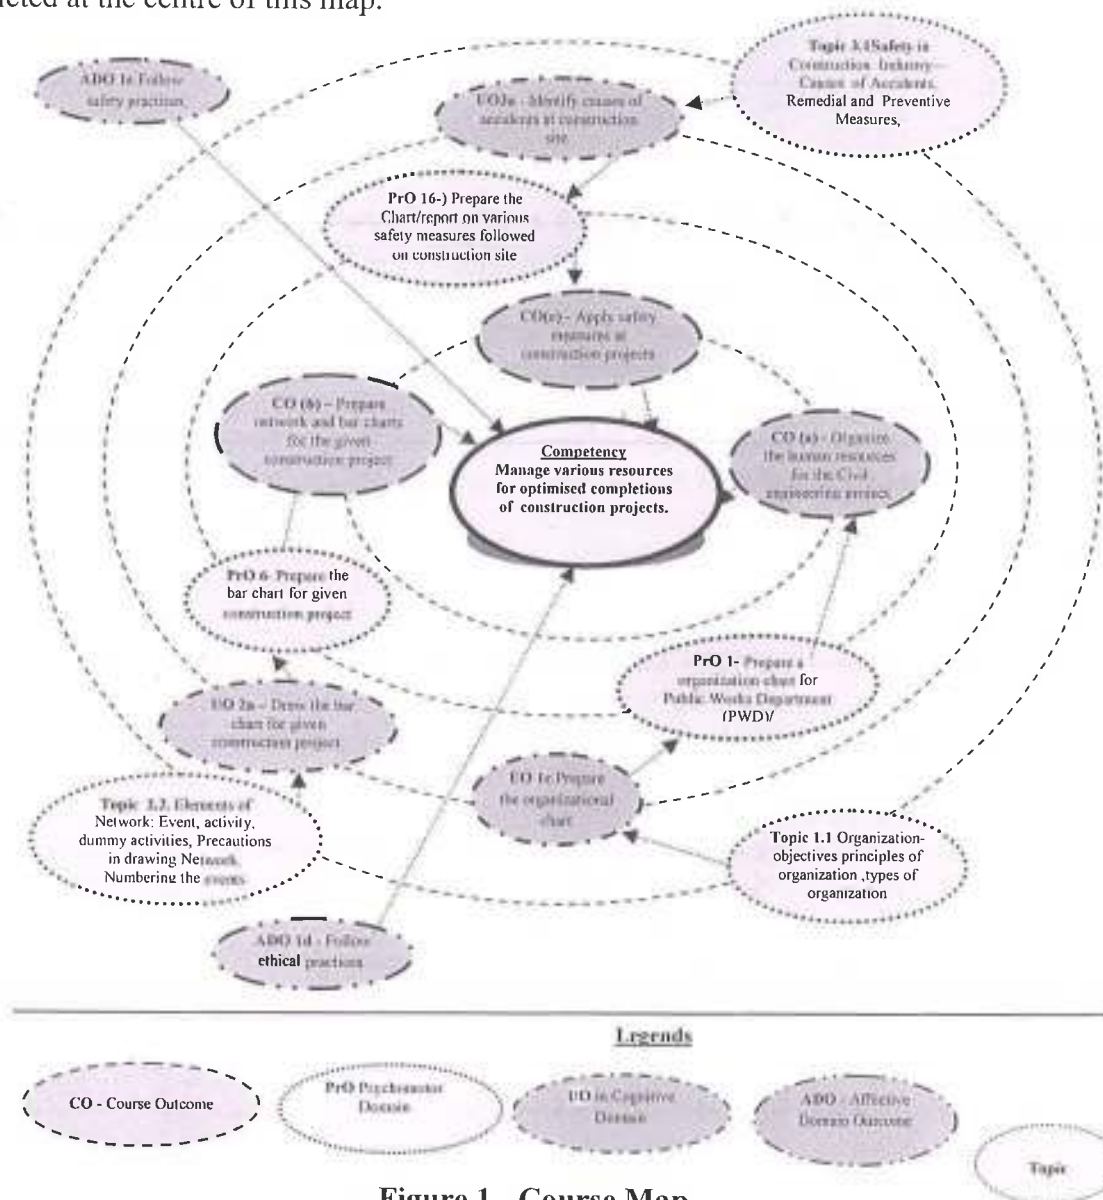 cted at the centre of this map.
Topic 3.1Safety in
Construction Industry–
Causes of Accidents,
Remedial and Preventive
Measures,
ADO 1a Follow
safety practices
UO3a - Identify causes of
accidents at construction
site
PrO 16-) Prepare the
Chart/report on various
safety measures followed
on construction site
CO(e) - Apply safety
measures at
construction projects
CO (b) – Prepare
network and bar charts
for the given
construction project
Competency
Manage various resources
for optimised completions
of construction projects.
CO (a) - Organize
the human resources
for the Civil
engineering project
PrO 6- Prepare the
bar chart for given
construction project
PrO 1- Prepare a
organization chart for
Public Works Department
(PWD)/
UO 2a – Draw the bar
chart for given
construction project
UO 1c Prepare
the organizational
chart
Elements of
Network: Event, activity,
dummy activities, Precautions
in drawing Network
Numbering the events
Topic 1.1 Organization-
objectives principles of
organization ,types of
organization
ADO 1d - Follow
ethical practices
Legends
CO - Course Outcome
PrO Psychomotor
Domain
UO in Cognitive
Domain
ADO - Affective
Domain Outcome
Topic
Figure 1 - Course Map